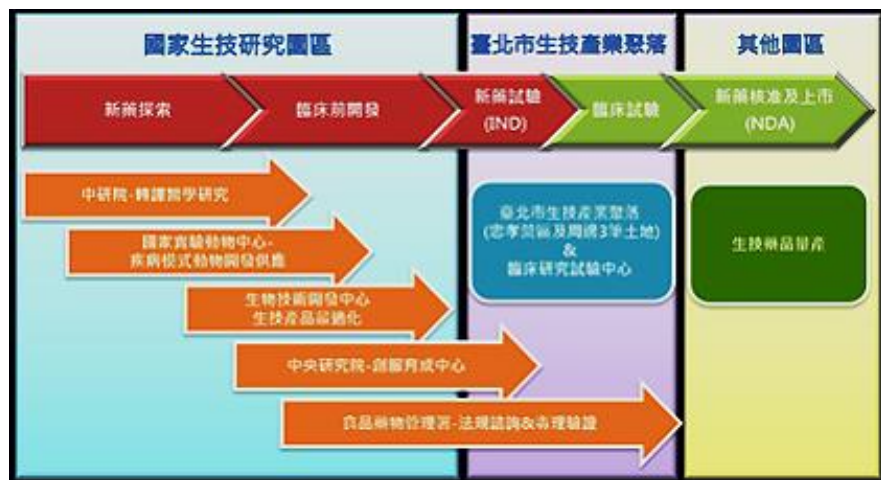 國家生技研究園區
臺北市生技產業聚落
其他園區
新藥探索
臨床前開發
新藥試驗
(IND)
臨床試驗
新藥核准及上市
(NDA)
中研院-轉譯醫學研究
國家實驗動物中心-
疾病模式動物開發供應
生物技術開發中心
生技產品最適化
中央研究院-創服育成中心
食品藥物管理署-法規諮詢&毒理驗證
臺北市生技產業聚落
(忠孝營區及周邊3筆土地)
&
臨床研究試驗中心
生技藥品量產